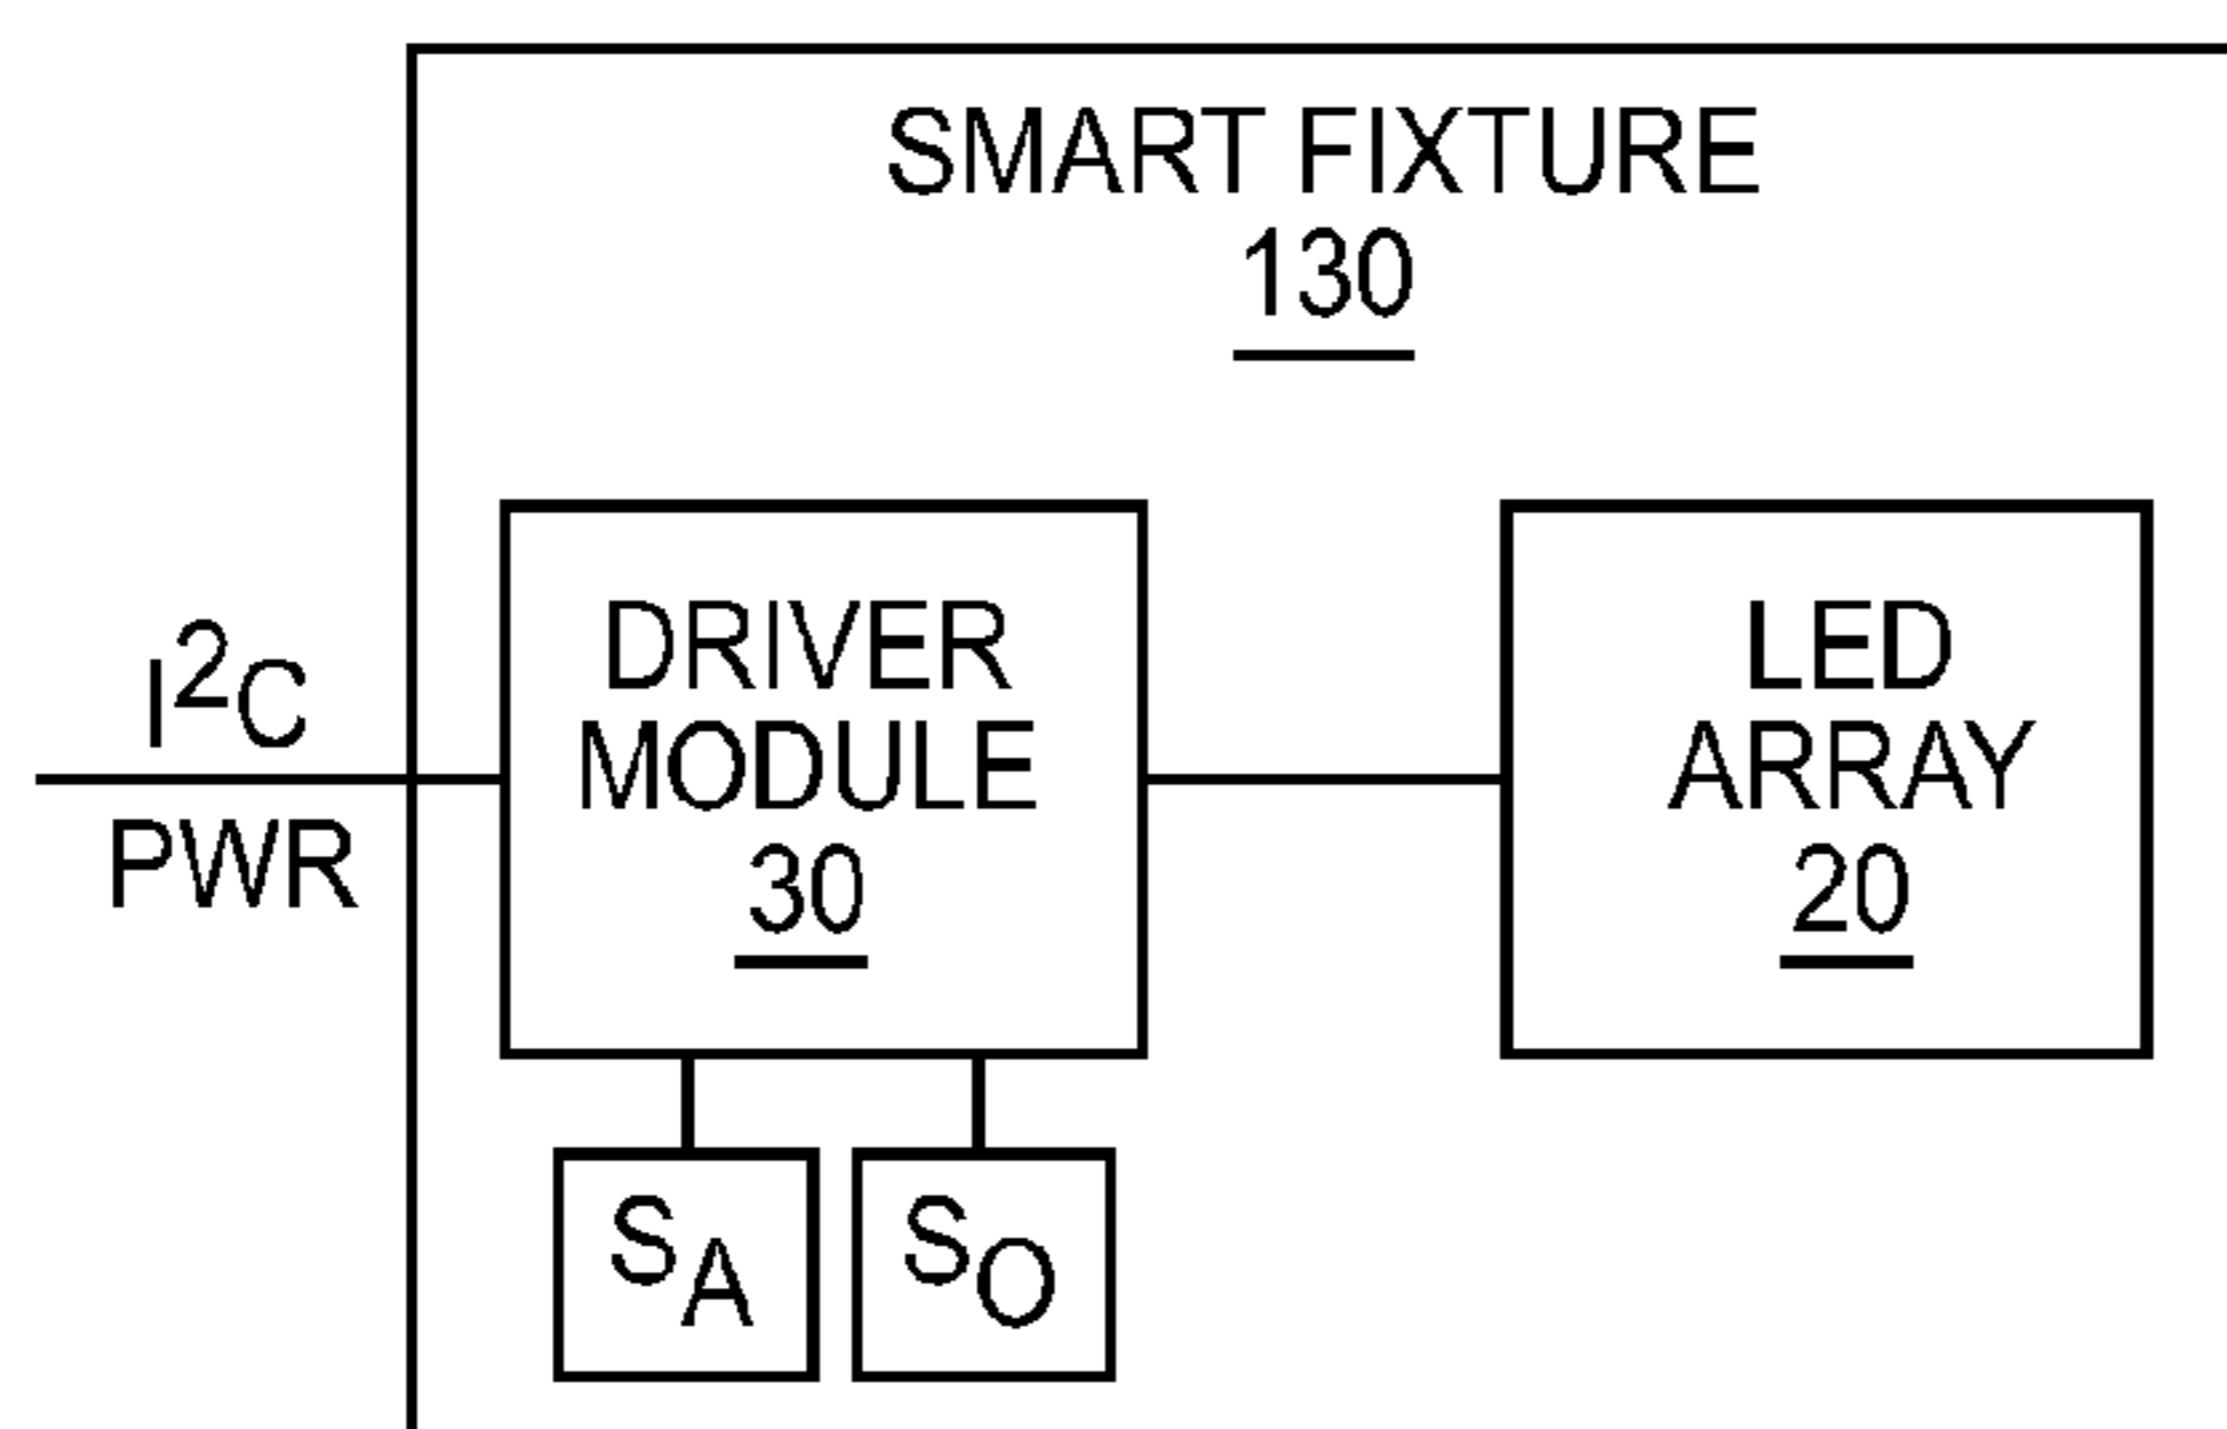 SMART FIXTURE
130
I²C
PWR
DRIVER
MODULE
30
LED
ARRAY
20
S_A
S_O